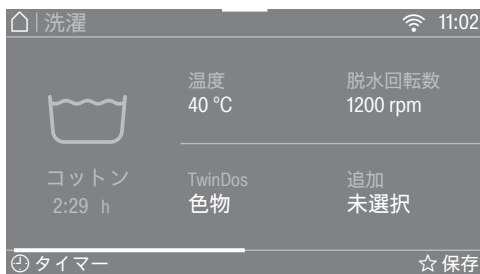 洗濯 11:02
温度 脱水回転数
40 °C 1200 rpm
コットン TwinDos 追加
2:29 h 色物 未選択
タイマー 保存